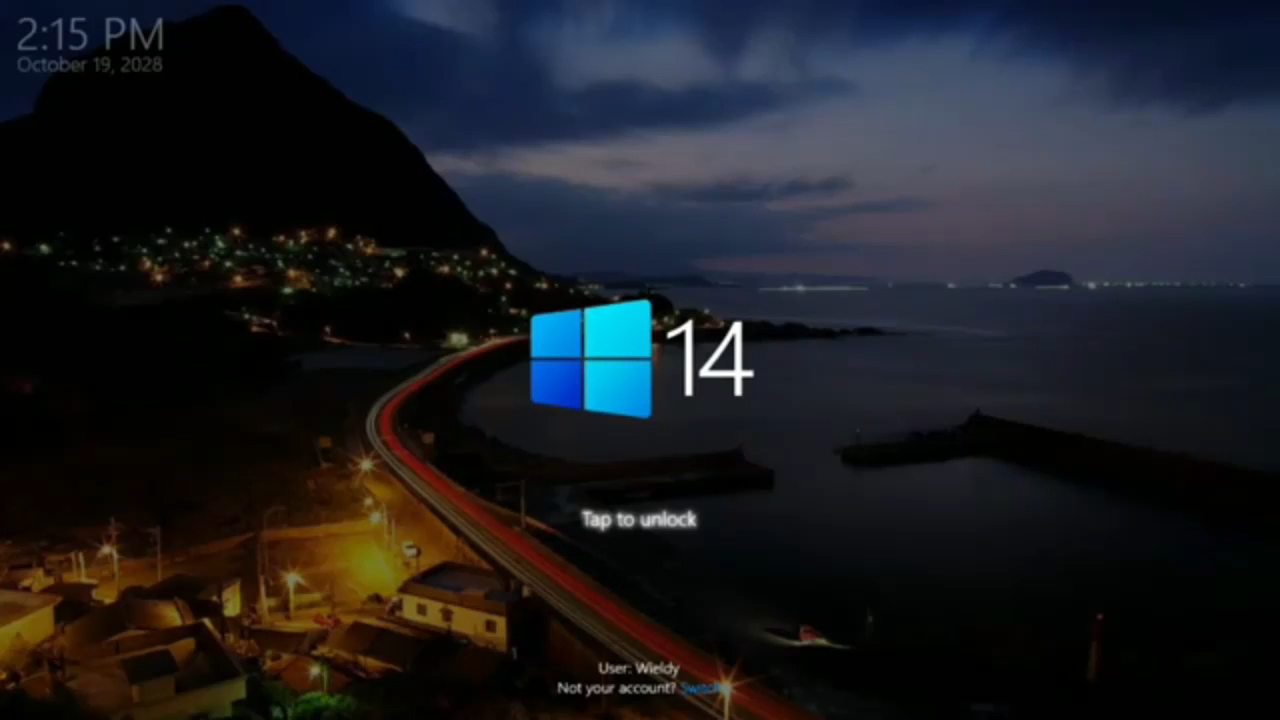 2:15 PM
October 19, 2028
14
Tap to unlock
User: Wieldy
Not your account? Switch